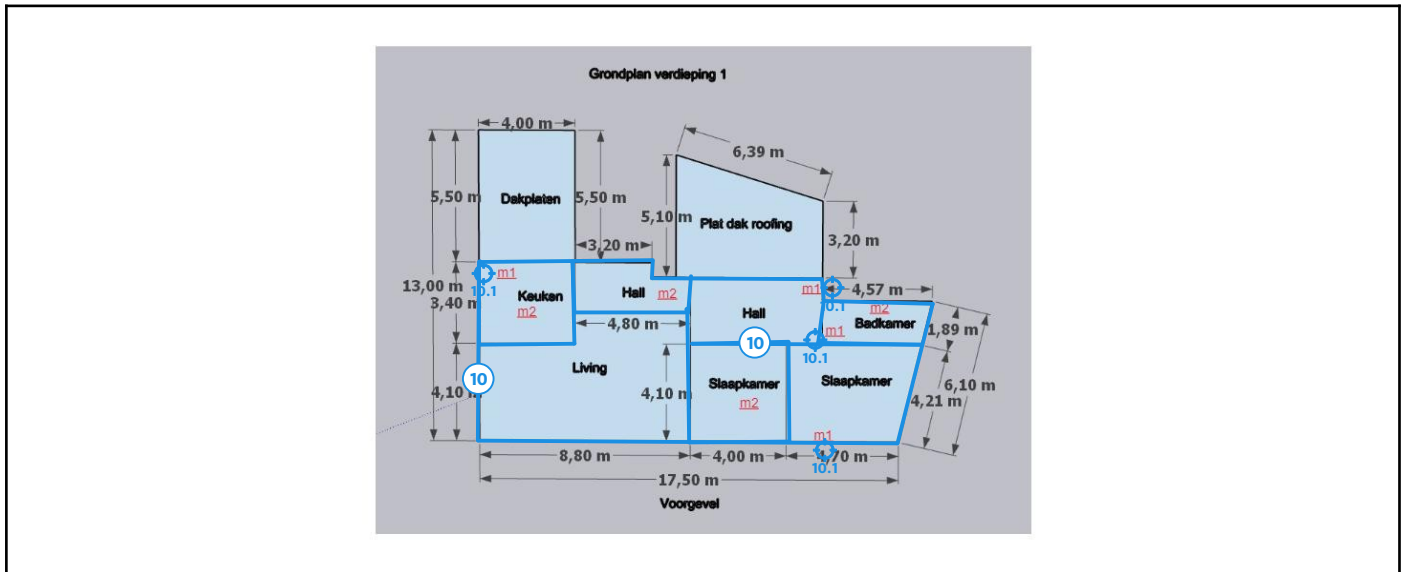 Grondplan verdieping 1
4,00 m
6,39 m
5,50 m
Dakplaten
5,50 m
5,10 m
Plat dak roofing
3,20 m
3,20 m
13,00 m
3,40 m
m1
10.1
Keuken
m2
Hall
m2
m1
4,57 m
Hall
m2
Badkamer
1,89 m
4,80 m
m1
10
10.1
Living
10
4,10 m
4,10 m
Slaapkamer
m2
Slaapkamer
4,21 m
6,10 m
m1
10.1
8,80 m
4,00 m
17,50 m
Voorgevel